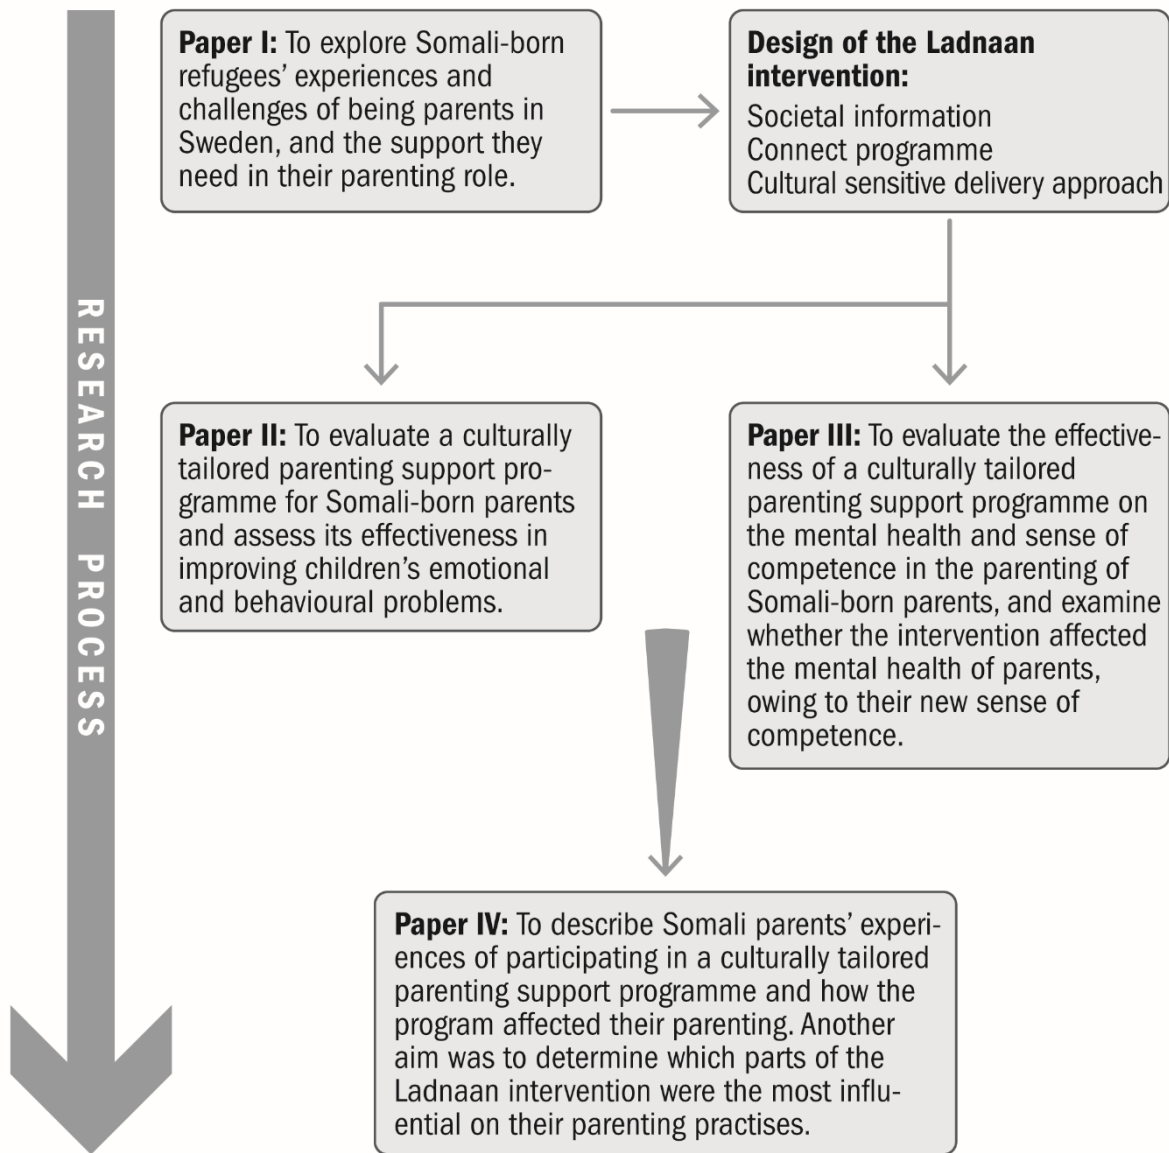 RESEARCH PROCESS
Paper I: To explore Somali-born
refugees’ experiences and
challenges of being parents in
Sweden, and the support they
need in their parenting role.
Design of the Ladnaan
intervention:
Societal information
Connect programme
Cultural sensitive delivery approach
Paper II: To evaluate a culturally
tailored parenting support pro-
gramme for Somali-born parents
and assess its effectiveness in
improving children’s emotional
and behavioural problems.
Paper III: To evaluate the effective-
ness of a culturally tailored
parenting support programme on
the mental health and sense of
competence in the parenting of
Somali-born parents, and examine
whether the intervention affected
the mental health of parents,
owing to their new sense of
competence.
Paper IV: To describe Somali parents’ experi-
ences of participating in a culturally tailored
parenting support programme and how the
program affected their parenting. Another
aim was to determine which parts of the
Ladnaan intervention were the most influ-
ential on their parenting practises.